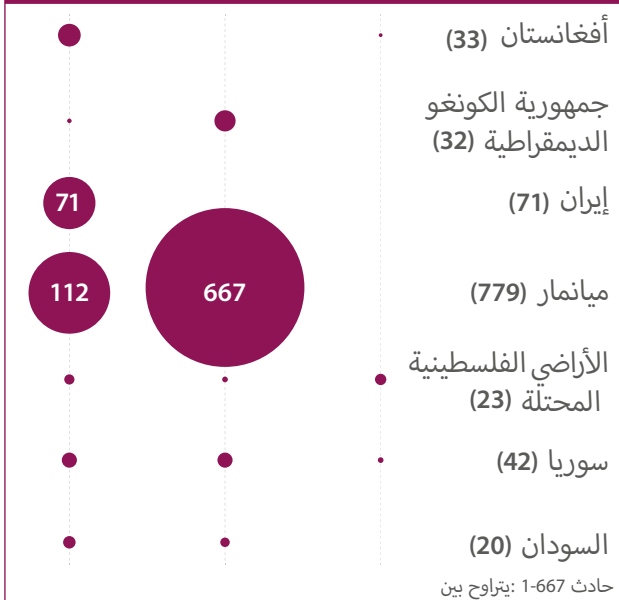 أفغانستان (33)
جمهورية الكونغو
الديمقراطية (32)
إيران (71)
71
ميانمار (779)
667
112
الأراضي الفلسطينية
المحتلة (23)
سوريا (42)
السودان (20)
حادث 667-1 :يتراوح بين